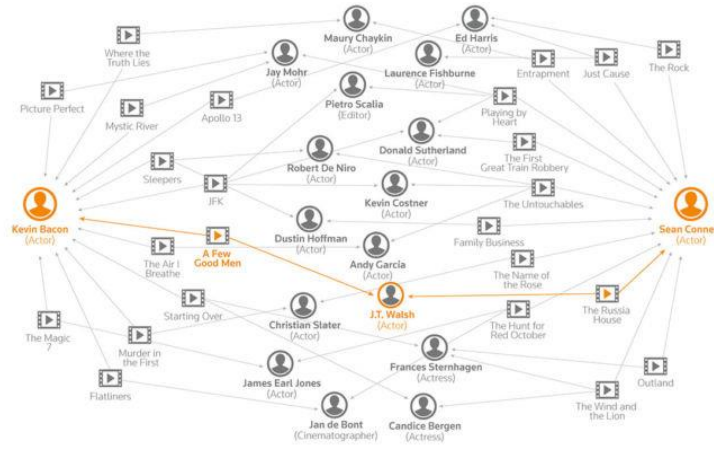 Maury Chaykin
(Actor)
Ed Harris
(Actor)
Where the
Truth Lies
Jay Mohr
(Actor)
Laurence Fishburne
(Actor)
Entrapment
Just Cause
The Rock
Picture Perfect
Mystic River
Apollo 13
Pietro Scalia
(Editor)
Playing by
Heart
Donald Sutherland
(Actor)
The First
Great Train Robbery
Robert De Niro
(Actor)
Sleepers
JFK
Kevin Costner
(Actor)
The Untouchables
Kevin Bacon
(Actor)
Sean Conne
(Actor)
Dustin Hoffman
(Actor)
Family Business
A Few
Good Men
The Air I
Breathe
Andy Garcia
(Actor)
The Name of
the Rose
J.T. Walsh
(Actor)
The Russia
House
Starting Over
Christian Slater
(Actor)
The Hunt for
Red October
The Magic
7
Murder in
the First
Frances Sternhagen
(Actress)
James Earl Jones
(Actor)
Outland
Flatliners
The Wind and
the Lion
Jan de Bont
(Cinematographer)
Candice Bergen
(Actress)